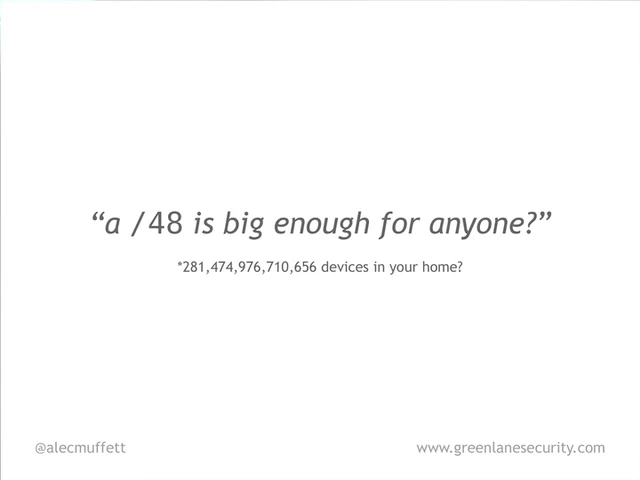 “a /48 is big enough for anyone?”
*281,474,976,710,656 devices in your home?
@alecmuffett
www.greenlanesecurity.com